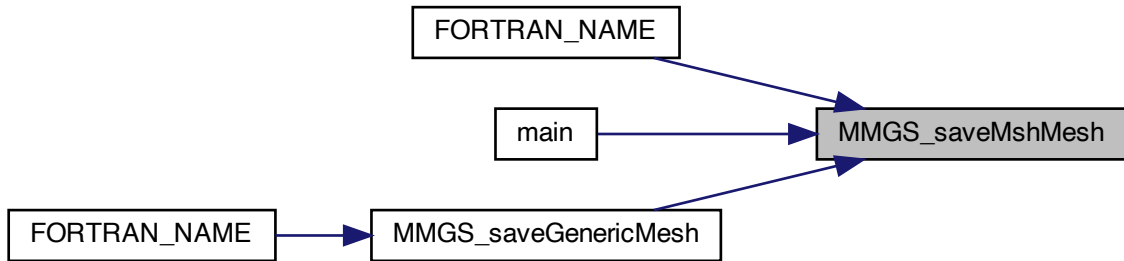 FORTRAN_NAME
main
MMGS_saveMshMesh
FORTRAN_NAME
MMGS_saveGenericMesh